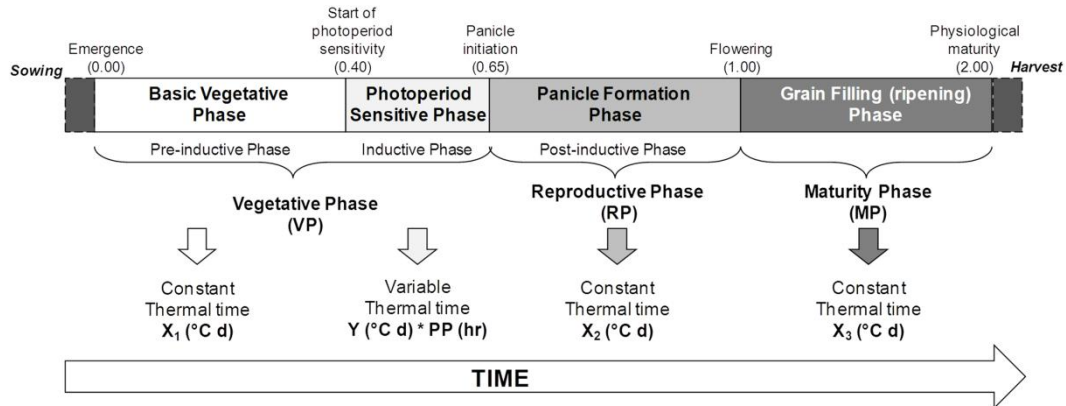 Start of
photoperiod
sensitivity
(0.40)
Emergence
(0.00)
Panicle
initiation
(0.65)
Flowering
(1.00)
Physiological
maturity
(2.00)
Sowing
Harvest
Basic Vegetative
Phase
Photoperiod
Sensitive Phase
Panicle Formation
Phase
Grain Filling (ripening)
Phase
Pre-inductive Phase
Inductive Phase
Post-inductive Phase
Vegetative Phase
(VP)
Reproductive Phase
(RP)
Maturity Phase
(MP)
Constant
Thermal time
X₁ (°C d)
Variable
Thermal time
Y (°C d) * PP (hr)
Constant
Thermal time
X₂ (°C d)
Constant
Thermal time
X₃ (°C d)
TIME